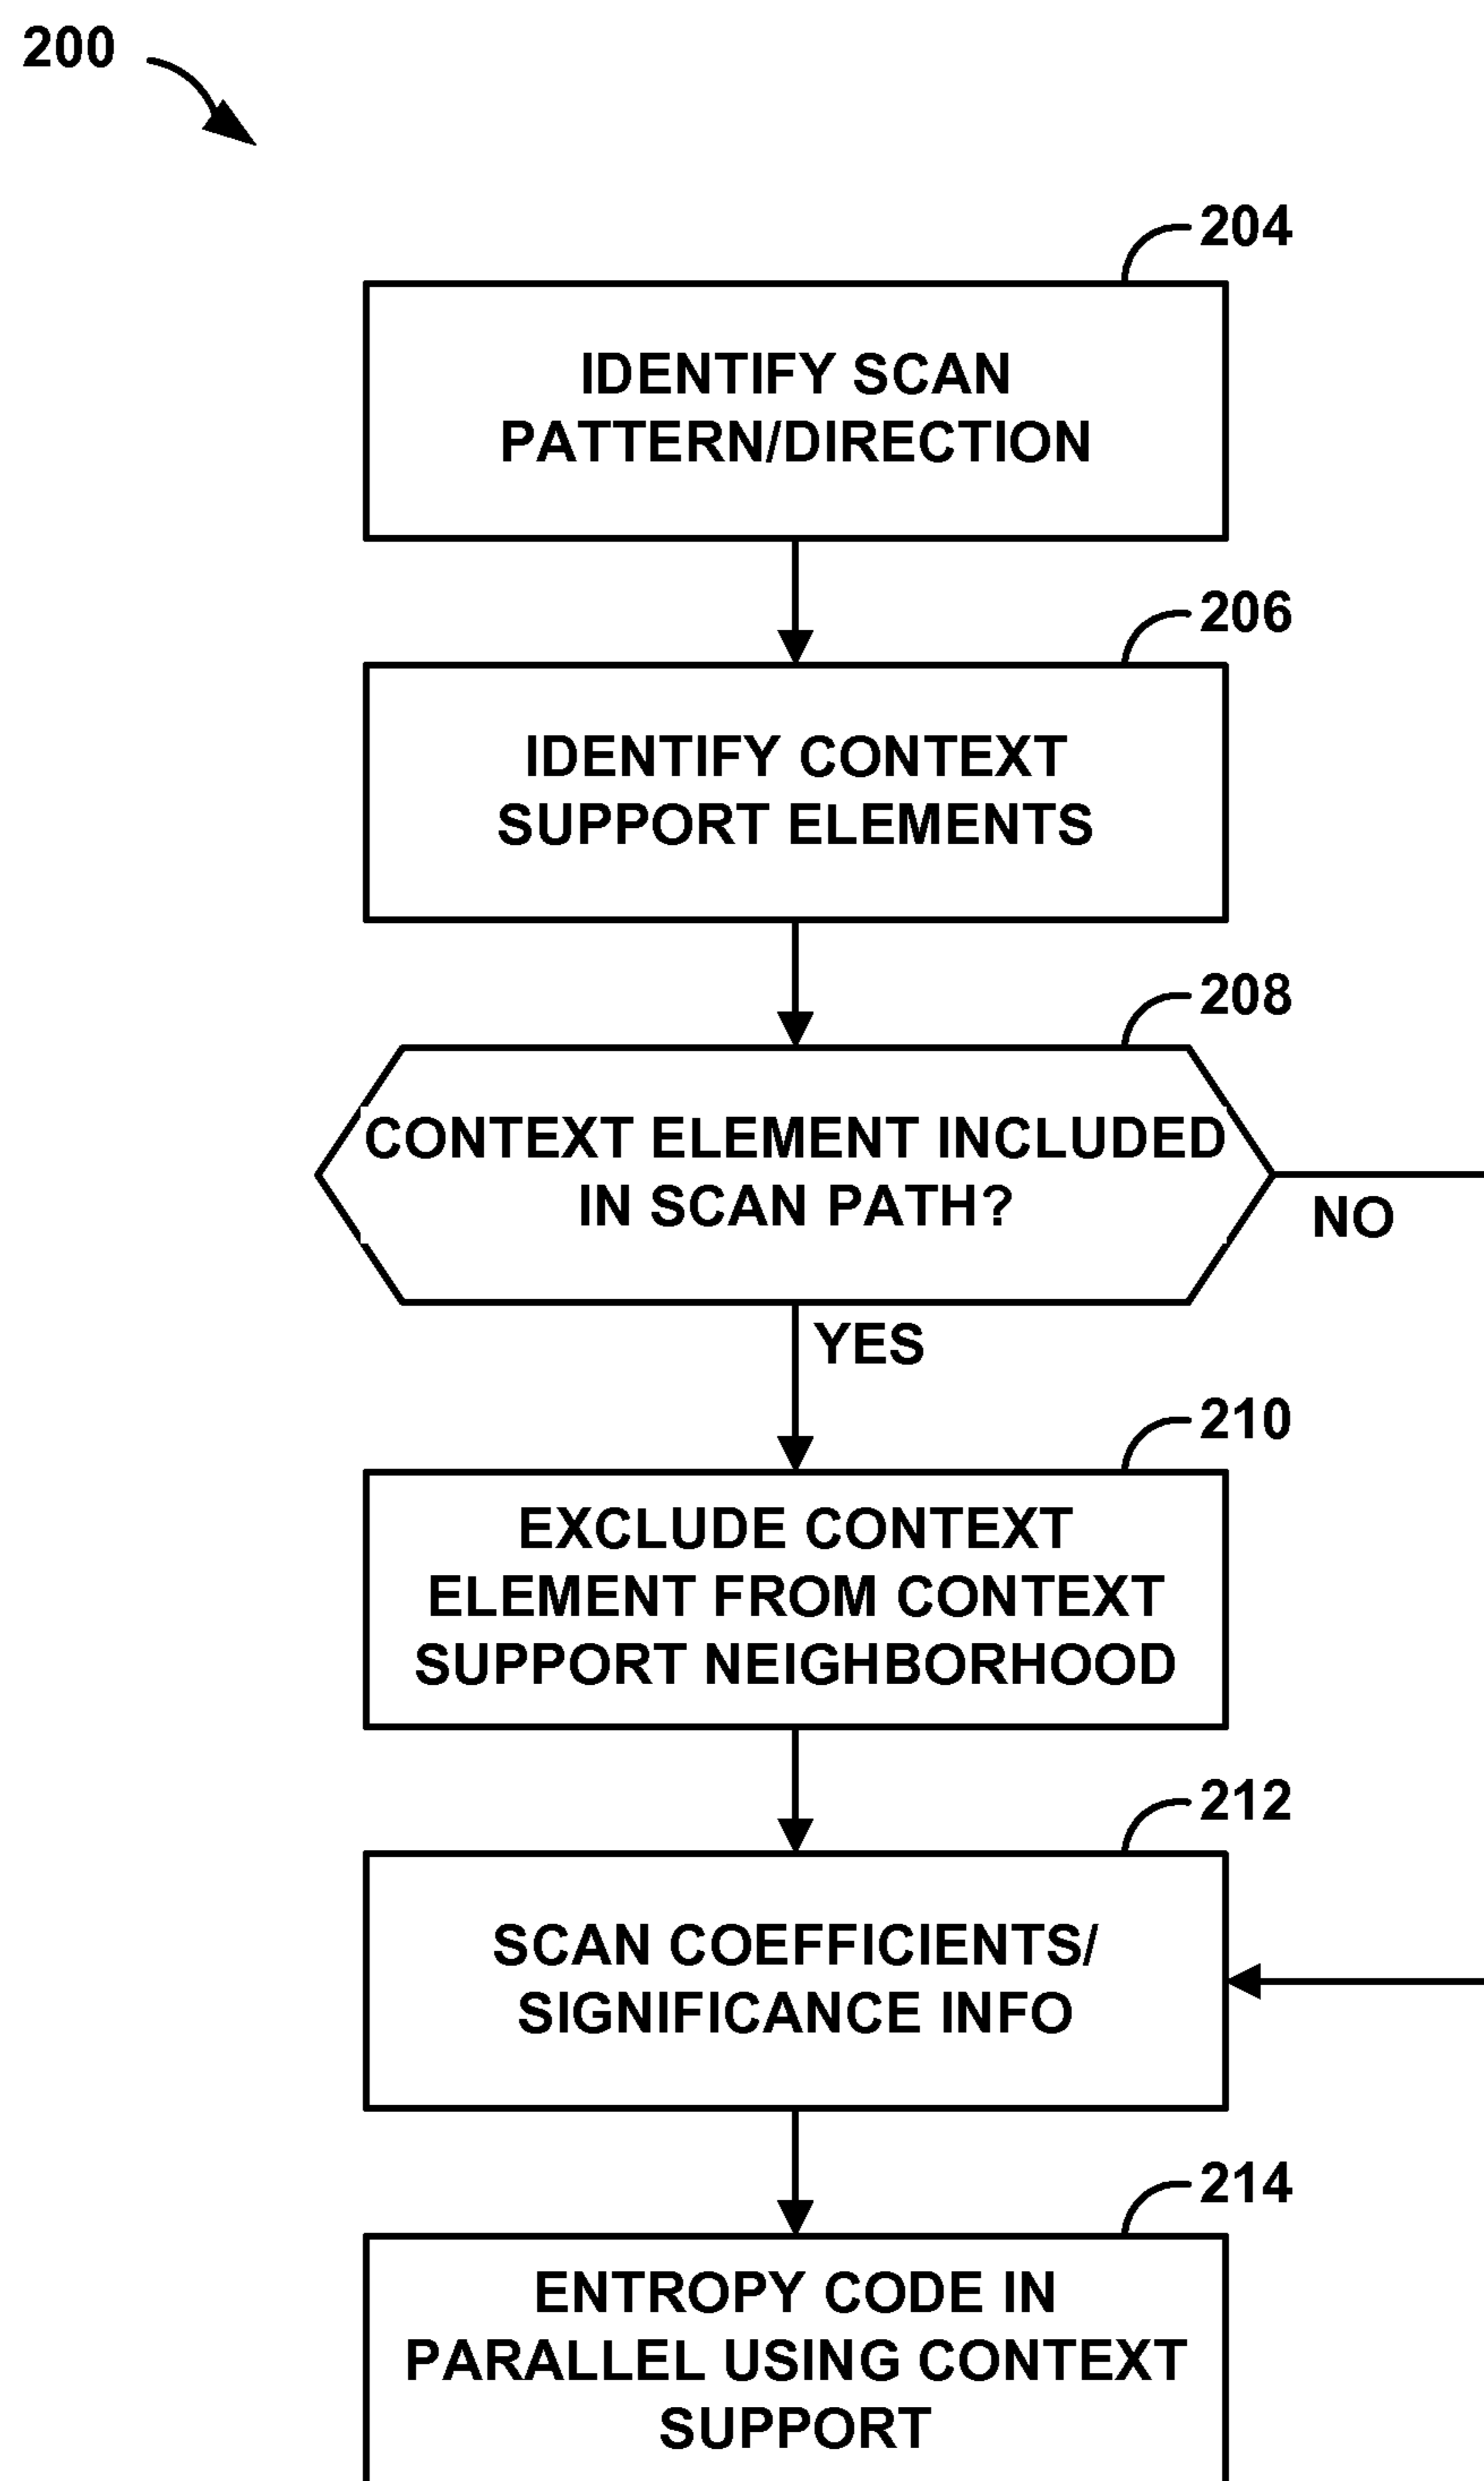 200
204
IDENTIFY SCAN
PATTERN/DIRECTION
206
IDENTIFY CONTEXT
SUPPORT ELEMENTS
208
CONTEXT ELEMENT INCLUDED
IN SCAN PATH?
NO
YES
210
EXCLUDE CONTEXT
ELEMENT FROM CONTEXT
SUPPORT NEIGHBORHOOD
212
SCAN COEFFICIENTS/
SIGNIFICANCE INFO
214
ENTROPY CODE IN
PARALLEL USING CONTEXT
SUPPORT